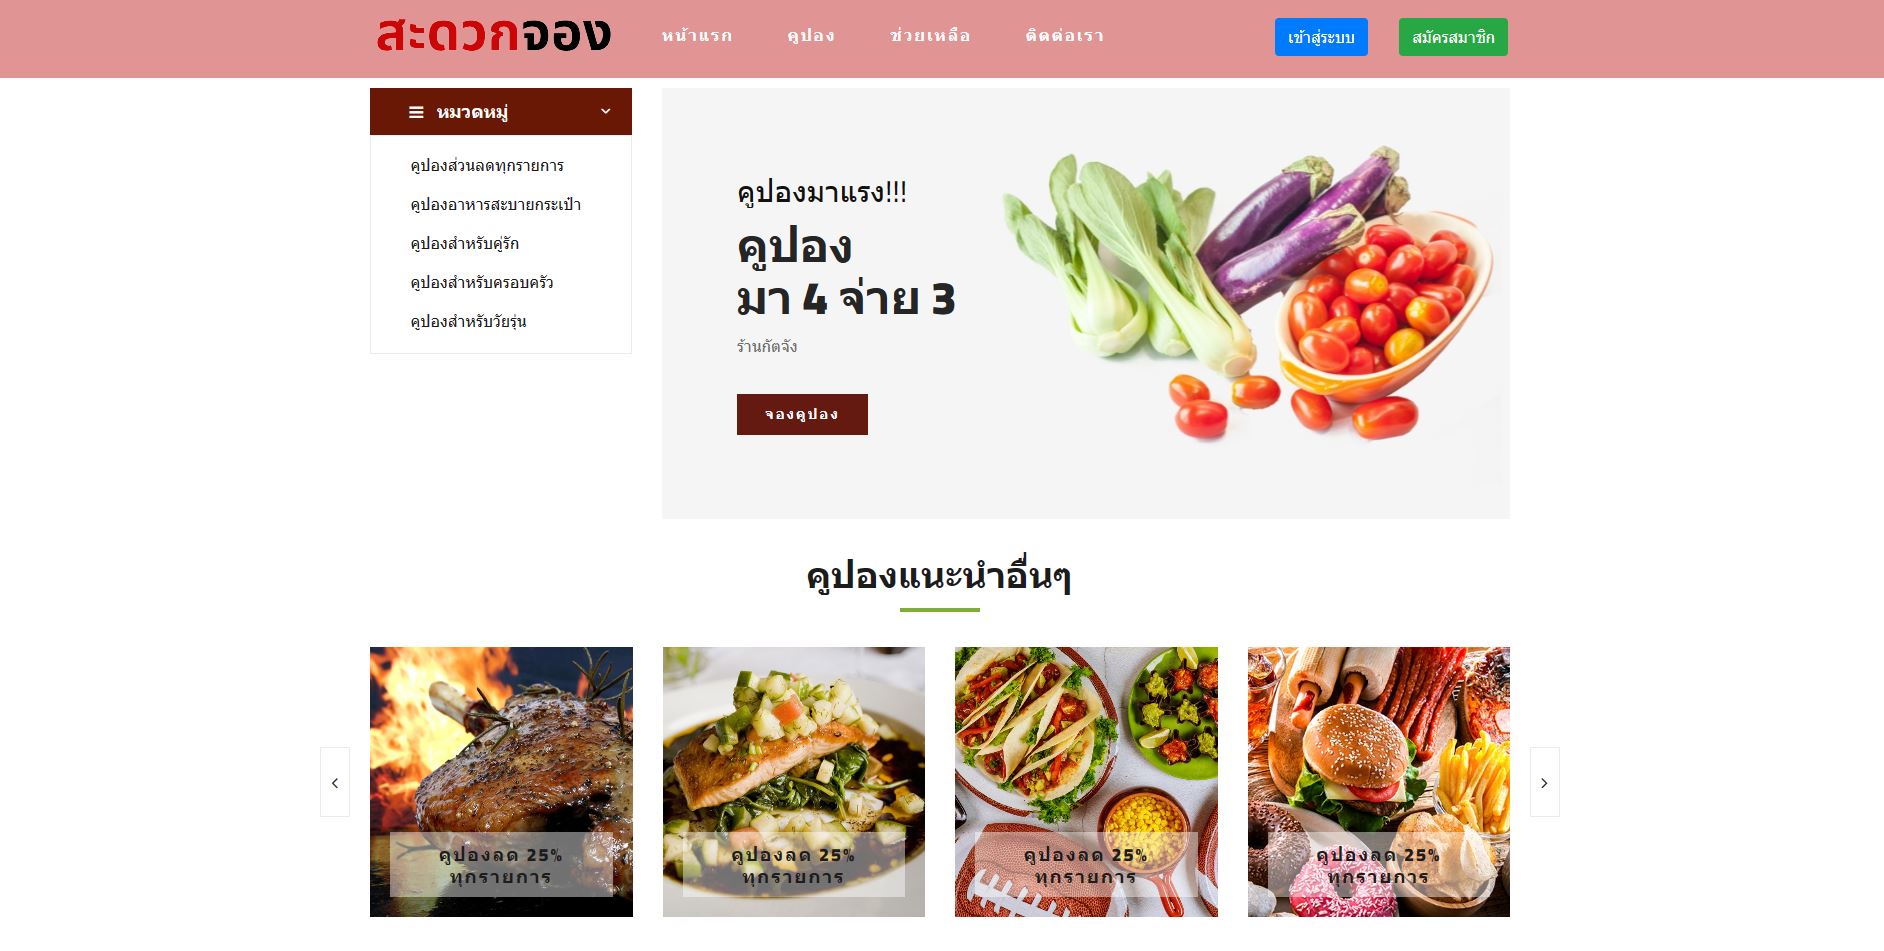 สะดวกจอง
หน้าแรก
คูปอง
ช่วยเหลือ
ติดต่อเรา
เข้าสู่ระบบ
สมัครสมาชิก
หมวดหมู่
คูปองส่วนลดทุกรายการ
คูปองอาหารสะบายกระเป๋า
คูปองสำหรับคู่รัก
คูปองสำหรับครอบครัว
คูปองสำหรับวัยรุ่น
คูปองมาแรง!!!
คูปอง
มา 4 จ่าย 3
ร้านกัตจัง
จองคูปอง
คูปองแนะนำอื่นๆ
คูปองลด 25%
ทุกรายการ
คูปองลด 25%
ทุกรายการ
คูปองลด 25%
ทุกรายการ
คูปองลด 25%
ทุกรายการ